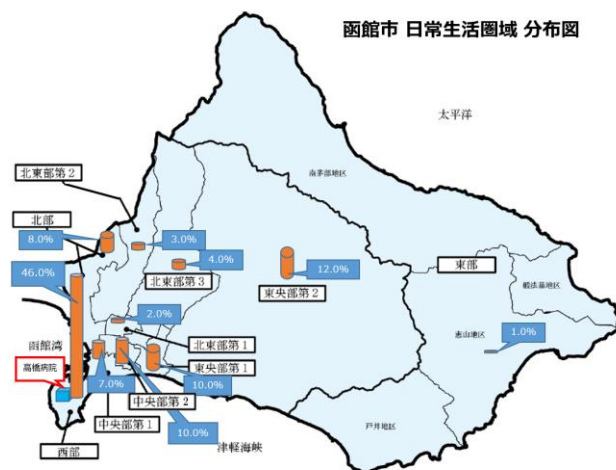 函館市 日常生活圏域 分布図
太平洋
南茅部地区
北東部第２
北部
8.0%
3.0%
4.0%
北東部第３
46.0%
12.0%
東央部第２
東部
椴法華地区
2.0%
恵山地区
1.0%
函館湾
北東部第１
高橋病院
東央部第１
7.0%
10.0%
中央部第２
中央部第１
10.0%
戸井地区
津軽海峡
西部